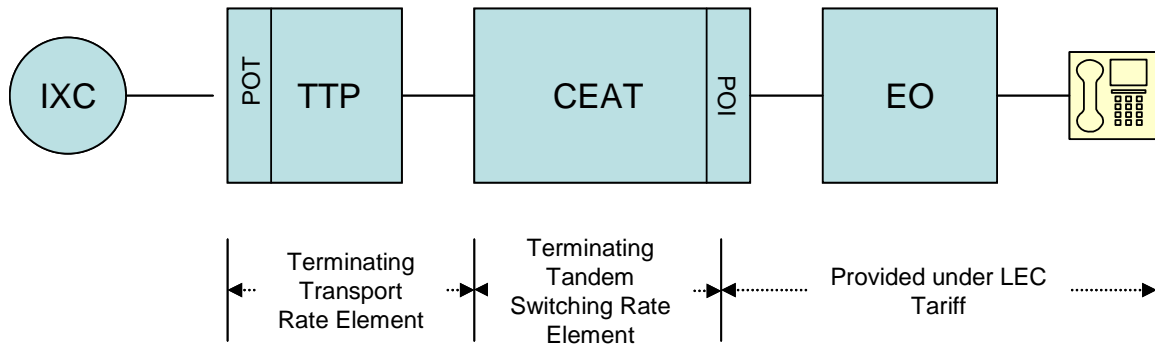 IXC
POT
TTP
CEAT
POI
EO
Terminating
Transport
Rate Element
Terminating
Tandem
Switching Rate
Element
Provided under LEC
Tariff